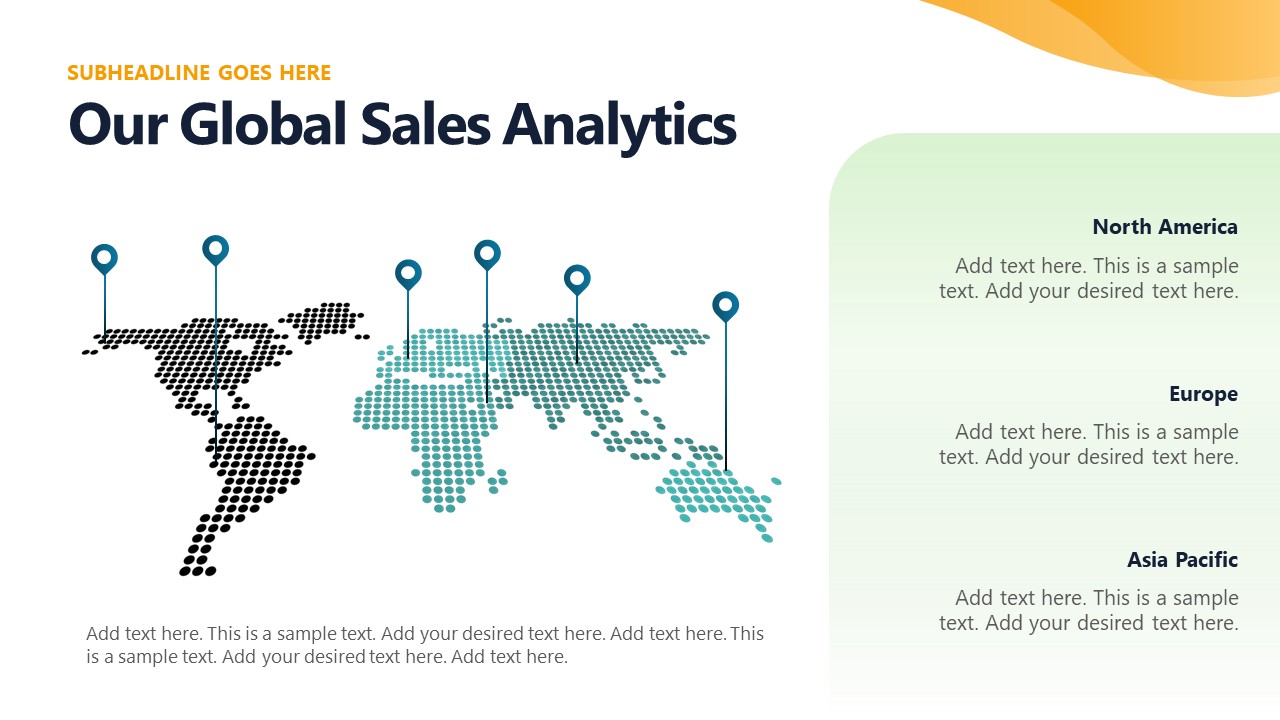 SUBHEADLINE GOES HERE
Our Global Sales Analytics
North America
Add text here. This is a sample
text. Add your desired text here.
Europe
Add text here. This is a sample
text. Add your desired text here.
Asia Pacific
Add text here. This is a sample
text. Add your desired text here.
Add text here. This is a sample text. Add your desired text here. Add text here. This
is a sample text. Add your desired text here. Add text here.